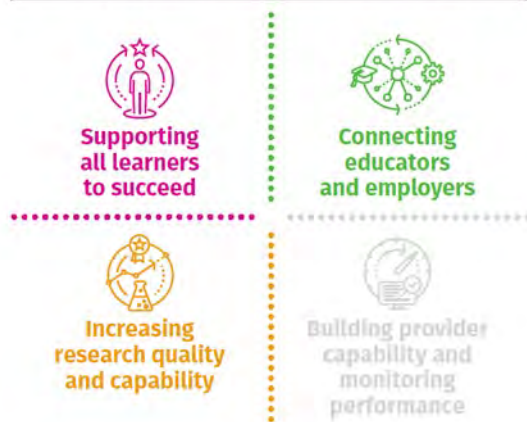 Supporting
all learners
to succeed
Connecting
educators
and employers
Increasing
research quality
and capability
Building provider
capability and
monitoring
performance